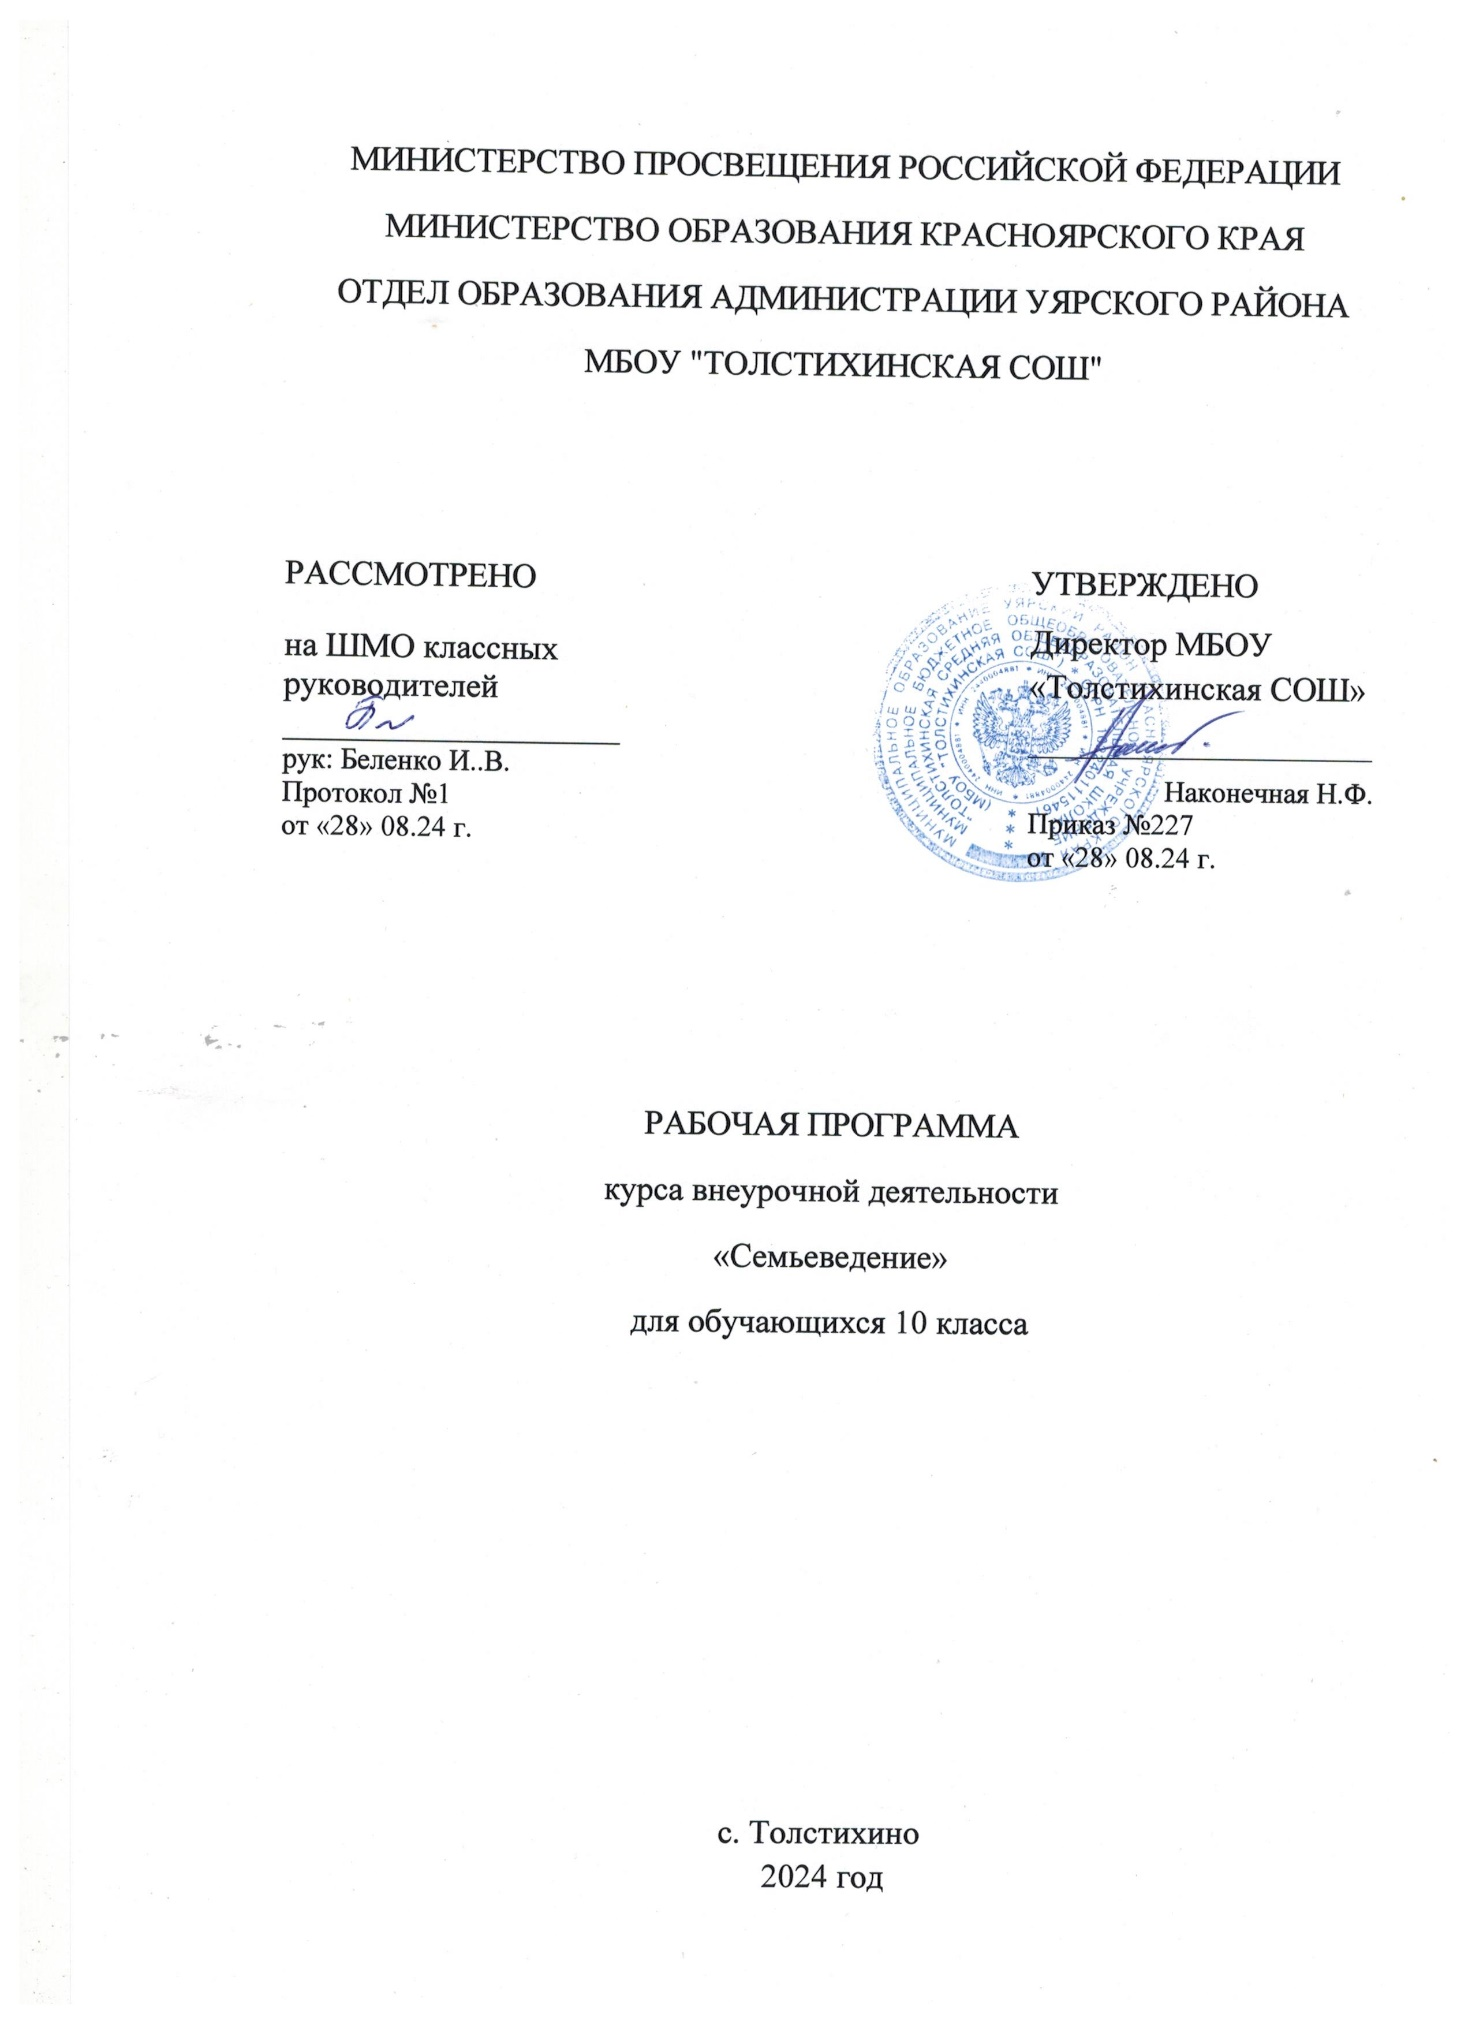 МИНИСТЕРСТВО ПРОСВЕЩЕНИЯ РОССИЙСКОЙ ФЕДЕРАЦИИ
МИНИСТЕРСТВО ОБРАЗОВАНИЯ КРАСНОЯРСКОГО КРАЯ
ОТДЕЛ ОБРАЗОВАНИЯ АДМИНИСТРАЦИИ УЯРСКОГО РАЙОНА
МБОУ "ТОЛСТИХИНСКАЯ СОШ"
РАССМОТРЕНО
на ШМО классных
руководителей
рук: Беленко И..В.
Протокол №1
от «28» 08.24 г.
УТВЕРЖДЕНО
Директор МБОУ
«Толстихинская СОШ»
Наконечная Н.Ф.
Приказ №227
от «28» 08.24 г.
РАБОЧАЯ ПРОГРАММА
курса внеурочной деятельности
«Семьеведение»
для обучающихся 10 класса
с. Толстихино
2024 год